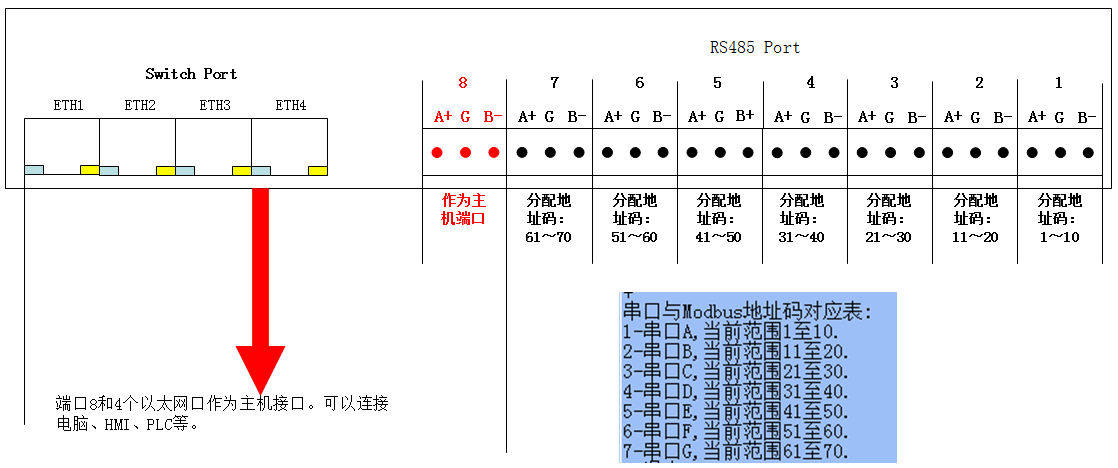 RS485 Port
Switch Port
ETH1 ETH2 ETH3 ETH4
8 7 6 5 4 3 2 1
A+ G B- A+ G B- A+ G B- A+ G B+ A+ G B- A+ G B- A+ G B- A+ G B-
作为主
机端口
分配地
址码：
61～70
分配地
址码：
51～60
分配地
址码：
41～50
分配地
址码：
31～40
分配地
址码：
21～30
分配地
址码：
11～20
分配地
址码：
1～10
端口8和4个以太网口作为主机接口。可以连接
电脑、HMI、PLC等。
串口与Modbus地址码对应表:
1-串口A,当前范围1至10.
2-串口B,当前范围11至20.
3-串口C,当前范围21至30.
4-串口D,当前范围31至40.
5-串口E,当前范围41至50.
6-串口F,当前范围51至60.
7-串口G,当前范围61至70.